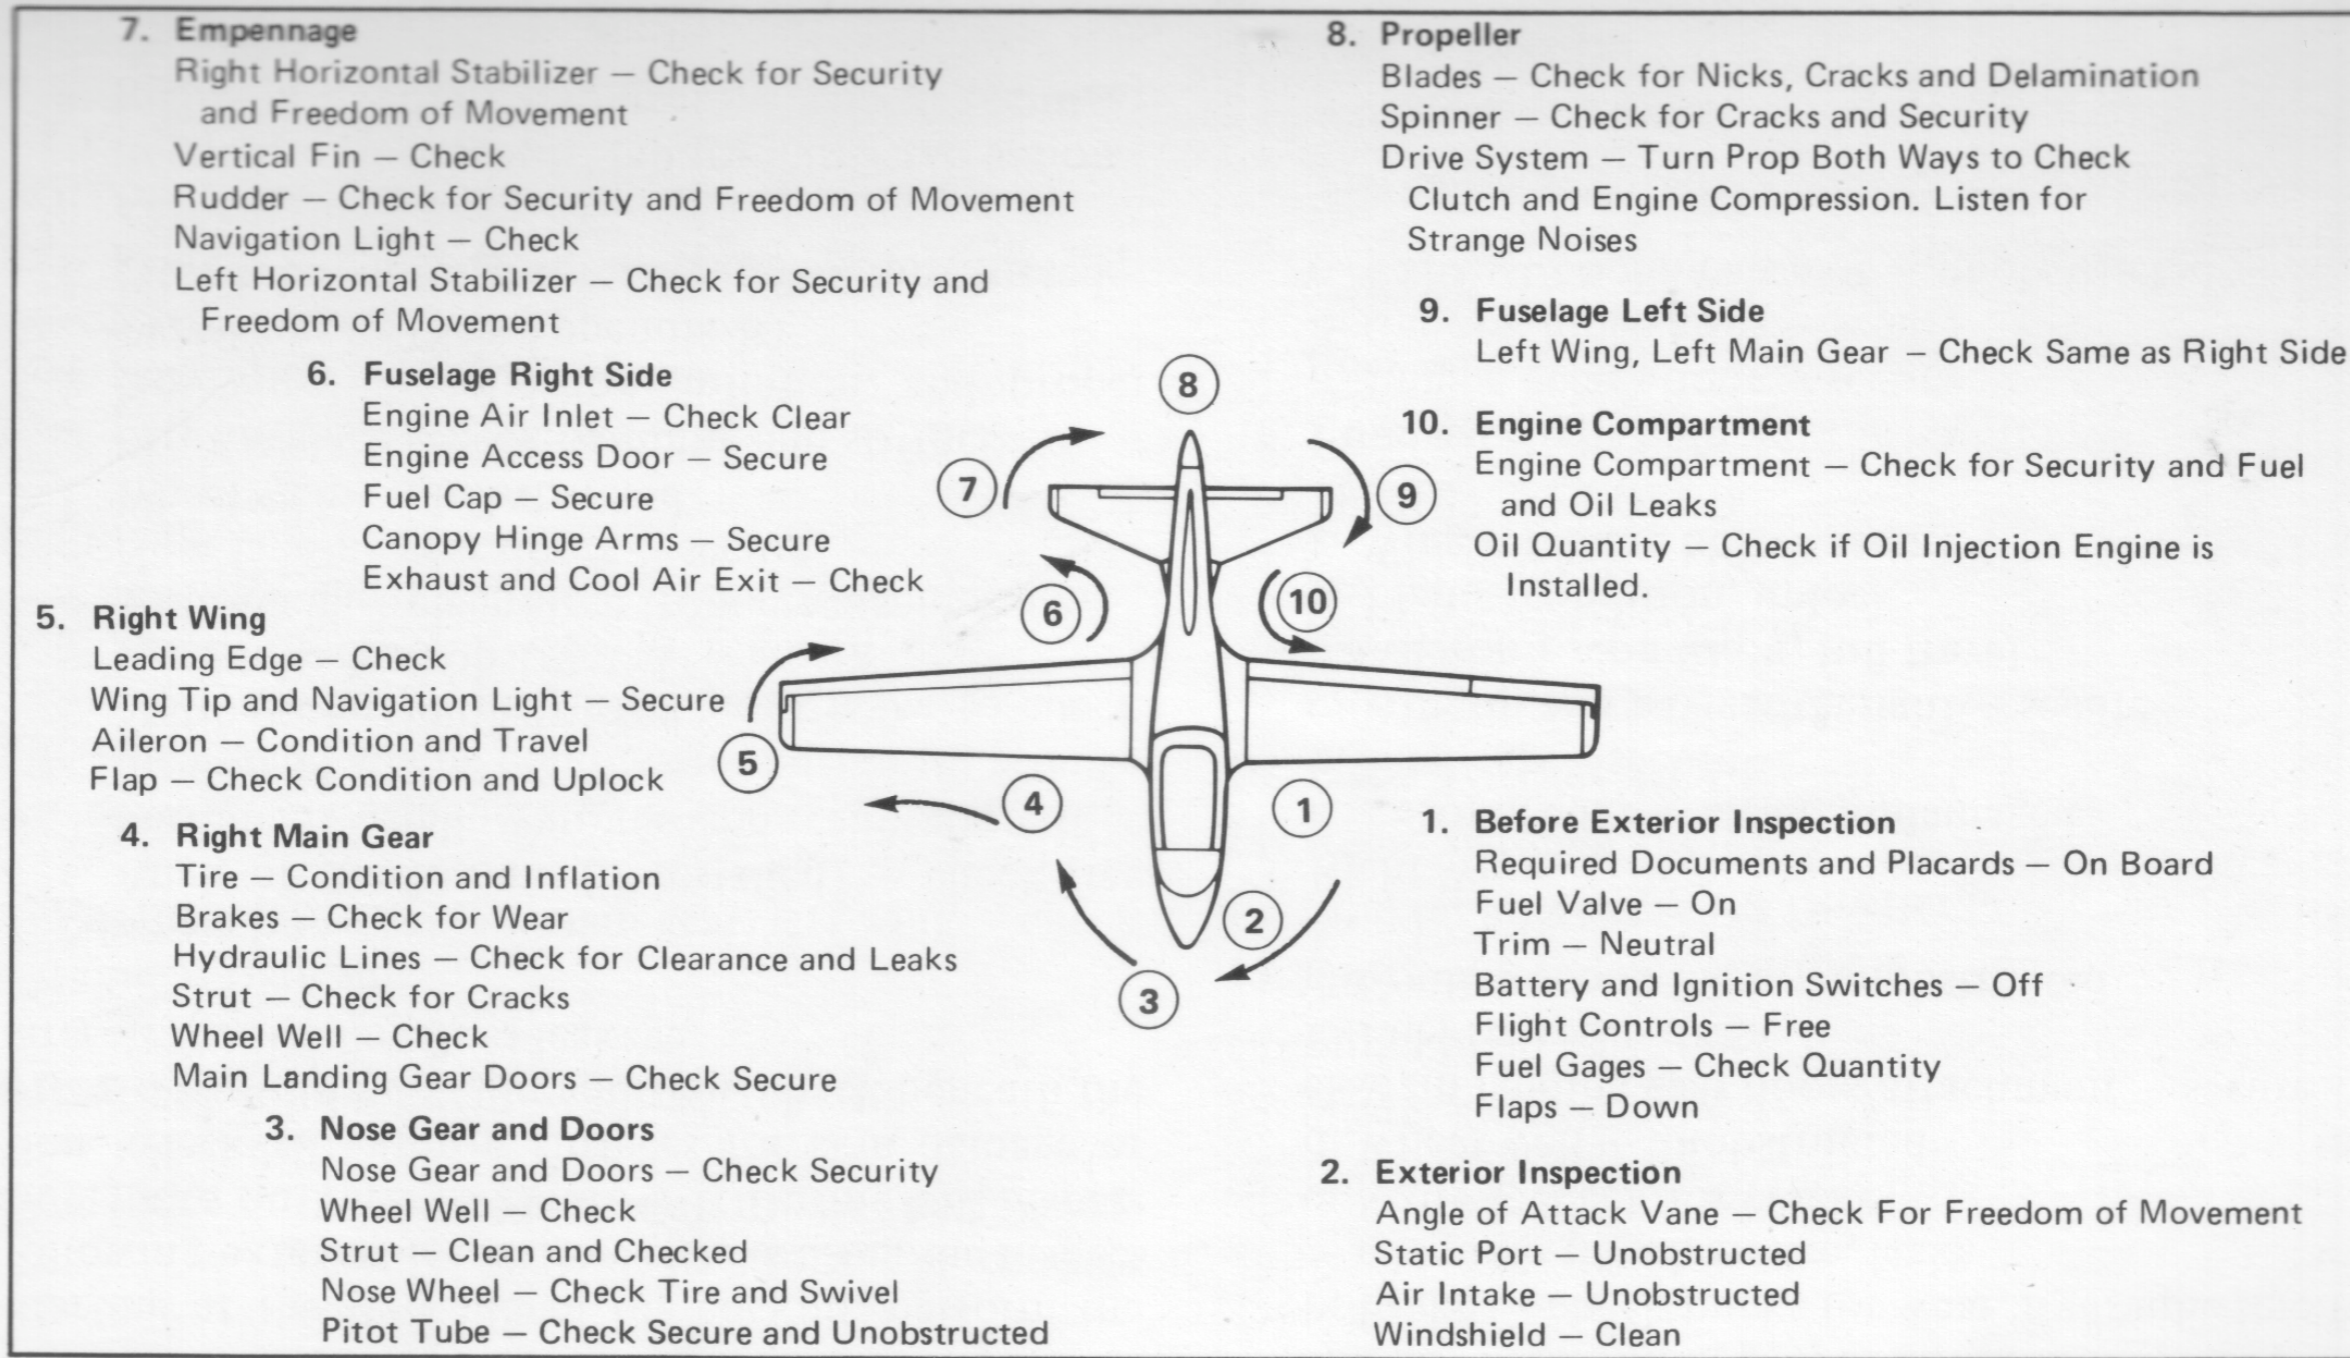 7. Empennage
Right Horizontal Stabilizer — Check for Security
and Freedom of Movement
Vertical Fin — Check
Rudder — Check for Security and Freedom of Movement
Navigation Light — Check
Left Horizontal Stabilizer — Check for Security and
Freedom of Movement
6. Fuselage Right Side
Engine Air Inlet — Check Clear
Engine Access Door — Secure
Fuel Cap — Secure
Canopy Hinge Arms — Secure
Exhaust and Cool Air Exit — Check
5. Right Wing
Leading Edge — Check
Wing Tip and Navigation Light — Secure
Aileron — Condition and Travel
Flap — Check Condition and Uplock
4. Right Main Gear
Tire — Condition and Inflation
Brakes — Check for Wear
Hydraulic Lines — Check for Clearance and Leaks
Strut — Check for Cracks
Wheel Well — Check
Main Landing Gear Doors — Check Secure
3. Nose Gear and Doors
Nose Gear and Doors — Check Security
Wheel Well — Check
Strut — Clean and Checked
Nose Wheel — Check Tire and Swivel
Pitot Tube — Check Secure and Unobstructed
8
7
9
6
10
5
4
1
2
3
8. Propeller
Blades — Check for Nicks, Cracks and Delamination
Spinner — Check for Cracks and Security
Drive System — Turn Prop Both Ways to Check
Clutch and Engine Compression. Listen for
Strange Noises
9. Fuselage Left Side
Left Wing, Left Main Gear — Check Same as Right Side
10. Engine Compartment
Engine Compartment — Check for Security and Fuel
and Oil Leaks
Oil Quantity — Check if Oil Injection Engine is
Installed.
1. Before Exterior Inspection
Required Documents and Placards — On Board
Fuel Valve — On
Trim — Neutral
Battery and Ignition Switches — Off
Flight Controls — Free
Fuel Gages — Check Quantity
Flaps — Down
2. Exterior Inspection
Angle of Attack Vane — Check For Freedom of Movement
Static Port — Unobstructed
Air Intake — Unobstructed
Windshield — Clean